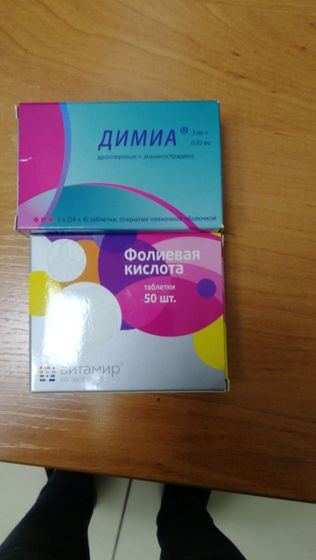 ДИМИА®
3 мг +
0,02 мг
дроспиренон + этинилэстрадиол
1 x (24 + 4) таблетки, покрытые пленочной оболочкой
Фолиевая
кислота
таблетки
50 шт.
витамир®